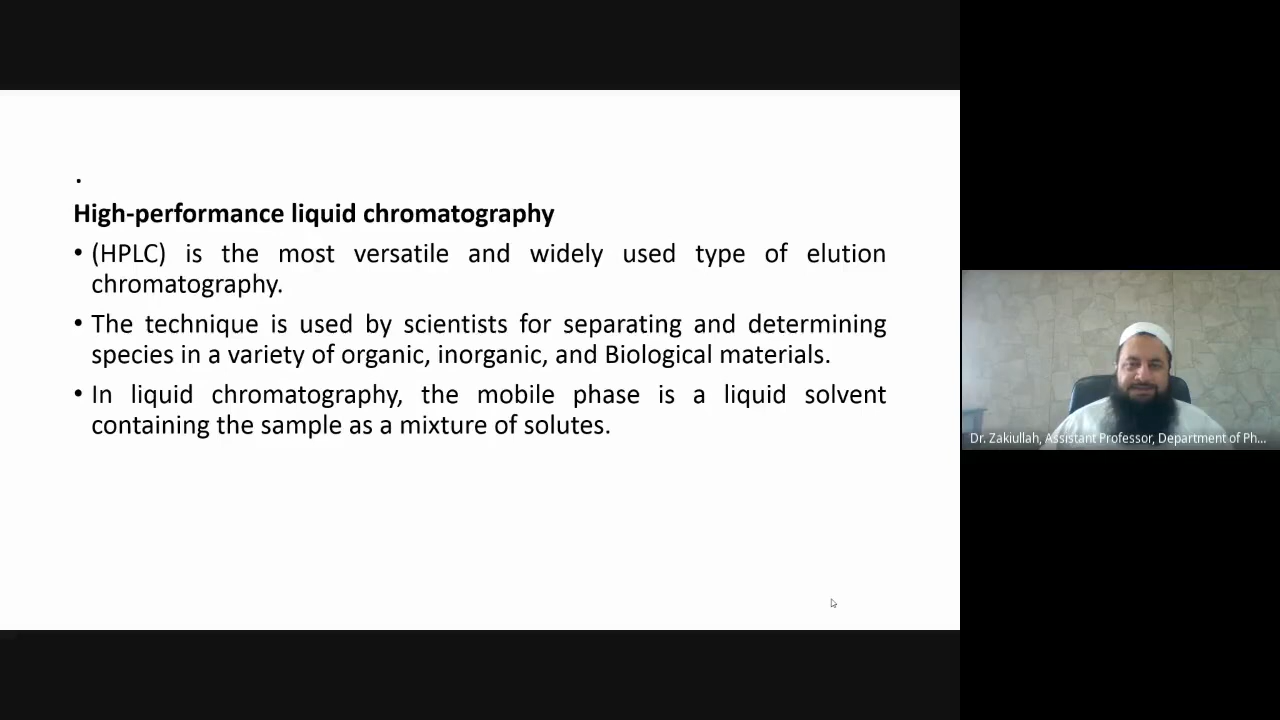 .
High-performance liquid chromatography
• (HPLC) is the most versatile and widely used type of elution
chromatography.
• The technique is used by scientists for separating and determining
species in a variety of organic, inorganic, and Biological materials.
• In liquid chromatography, the mobile phase is a liquid solvent
containing the sample as a mixture of solutes.
Dr. Zakiullah, Assistant Professor, Department of Ph...